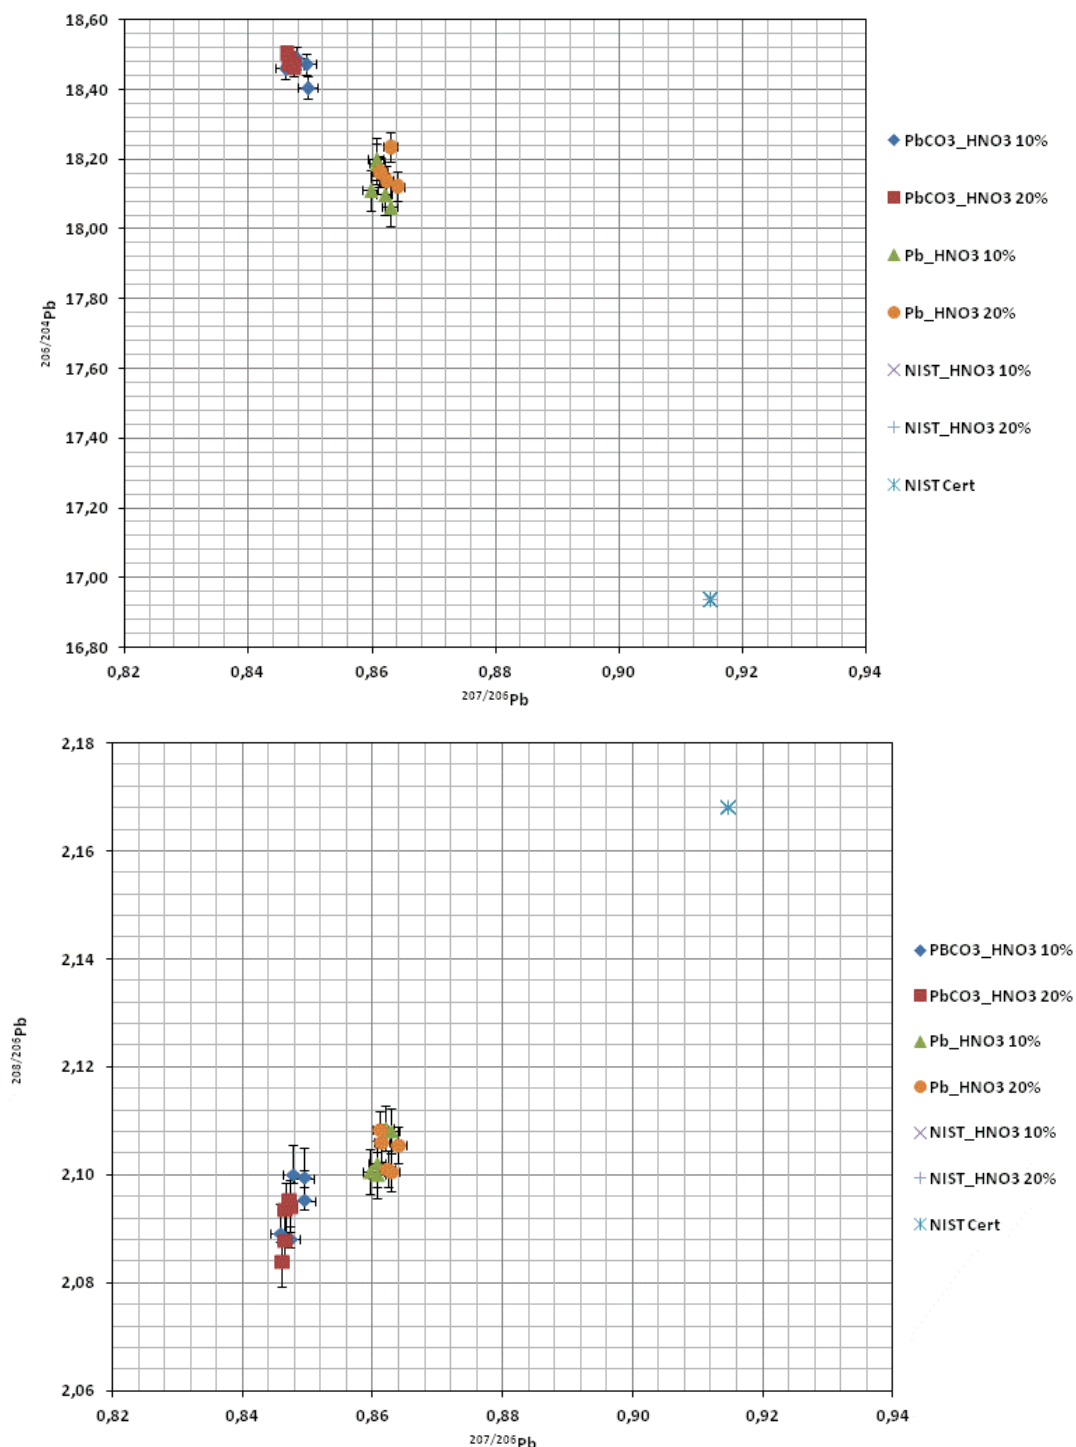 18,60
18,40
18,20
18,00
17,80
17,60
17,40
17,20
17,00
16,80
206/204Pb
0,82 0,84 0,86 0,88 0,90 0,92 0,94
207/206Pb
PbCO3_HNO3 10%
PbCO3_HNO3 20%
Pb_HNO3 10%
Pb_HNO3 20%
NIST_HNO3 10%
NIST_HNO3 20%
NIST Cert
2,18
2,16
2,14
2,12
2,10
2,08
2,06
208/206Pb
0,82 0,84 0,86 0,88 0,90 0,92 0,94
207/206Pb
PBCO3_HNO3 10%
PbCO3_HNO3 20%
Pb_HNO3 10%
Pb_HNO3 20%
NIST_HNO3 10%
NIST_HNO3 20%
NIST Cert